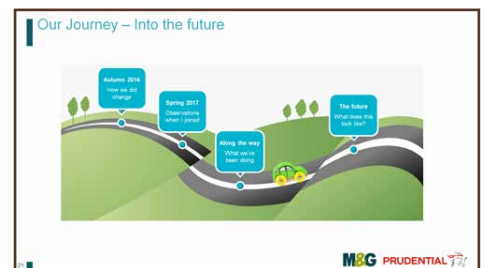 Our Journey – Into the future
Autumn 2016
How we did
change
Spring 2017
Observations
when I joined
Along the way
What we've
been doing
The future
What does this
look like?
21
M&G PRUDENTIAL